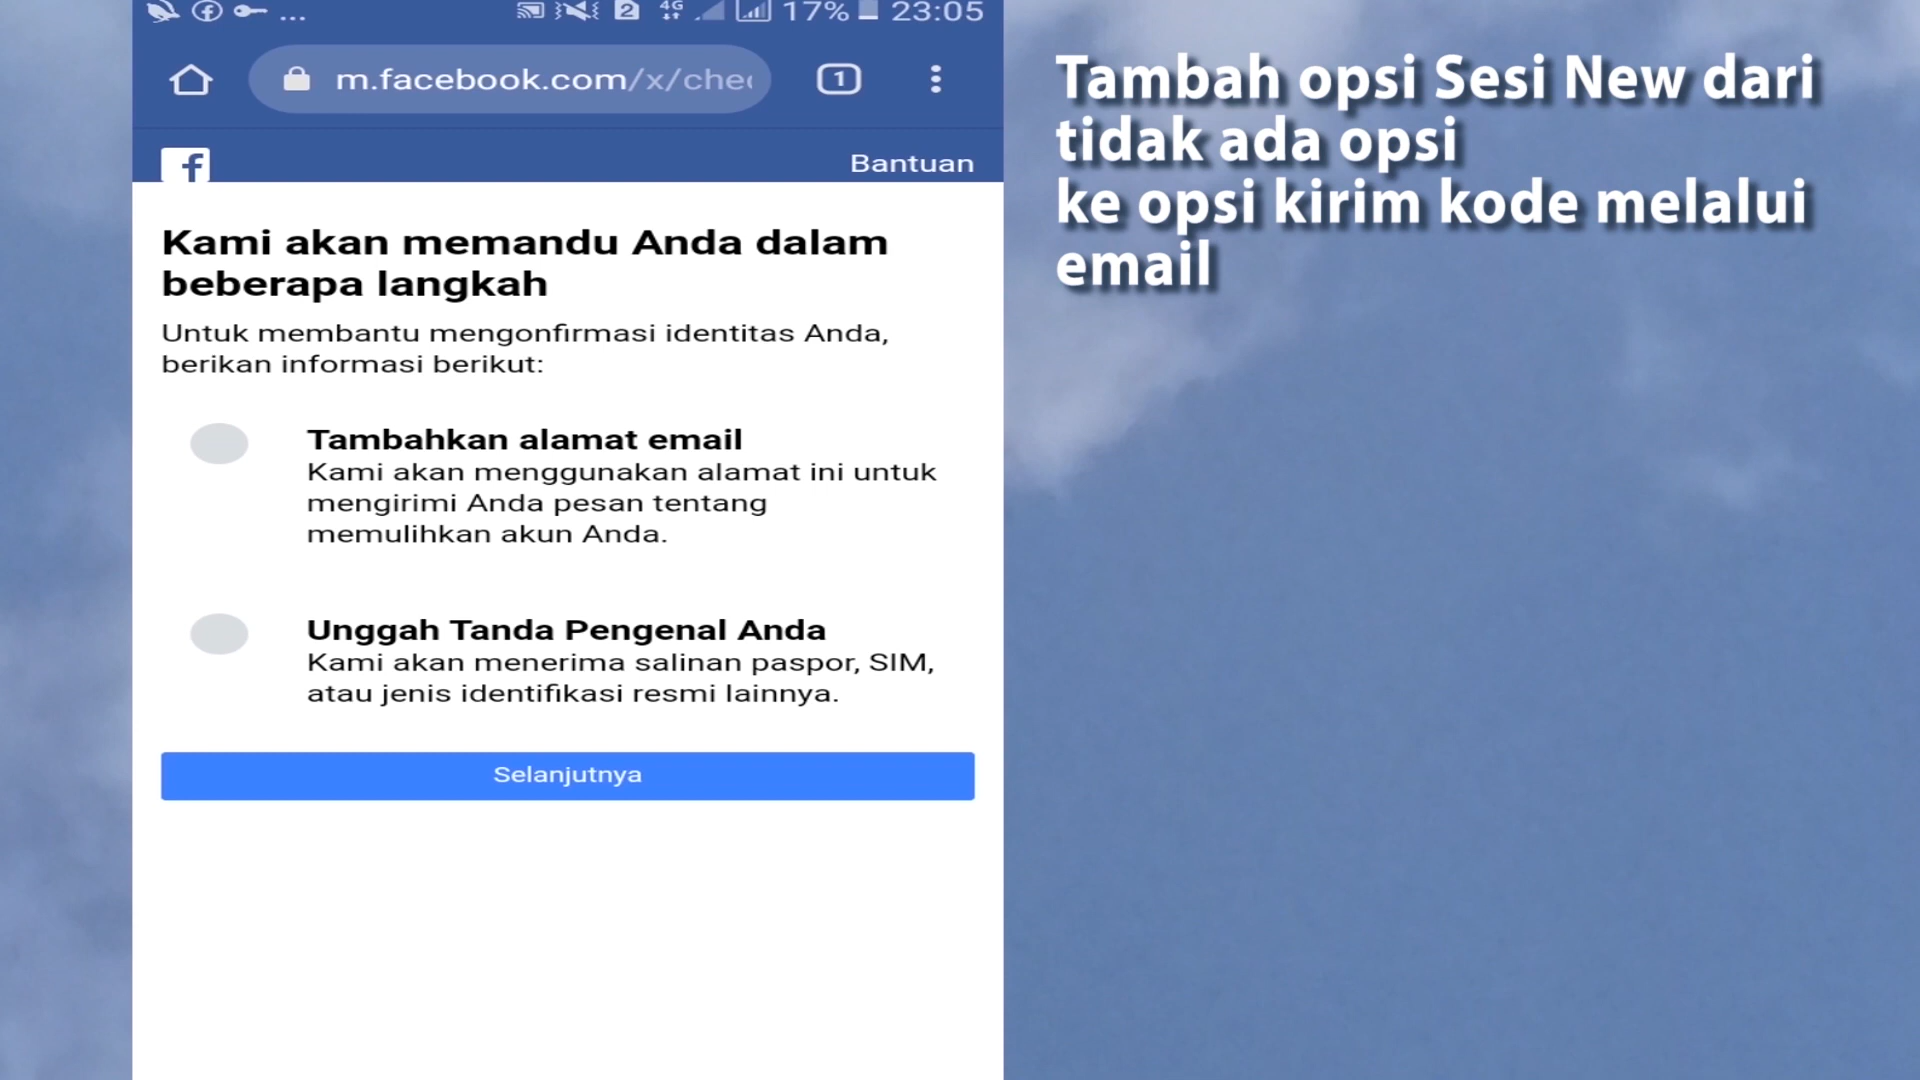 ... 2 4G 17% 23:05
m.facebook.com/x/che
1
f
Bantuan
Kami akan memandu Anda dalam
beberapa langkah
Untuk membantu mengonfirmasi identitas Anda,
berikan informasi berikut:
Tambahkan alamat email
Kami akan menggunakan alamat ini untuk
mengirimi Anda pesan tentang
memulihkan akun Anda.
Unggah Tanda Pengenal Anda
Kami akan menerima salinan paspor, SIM,
atau jenis identifikasi resmi lainnya.
Selanjutnya
Tambah opsi Sesi New dari
tidak ada opsi
ke opsi kirim kode melalui
email